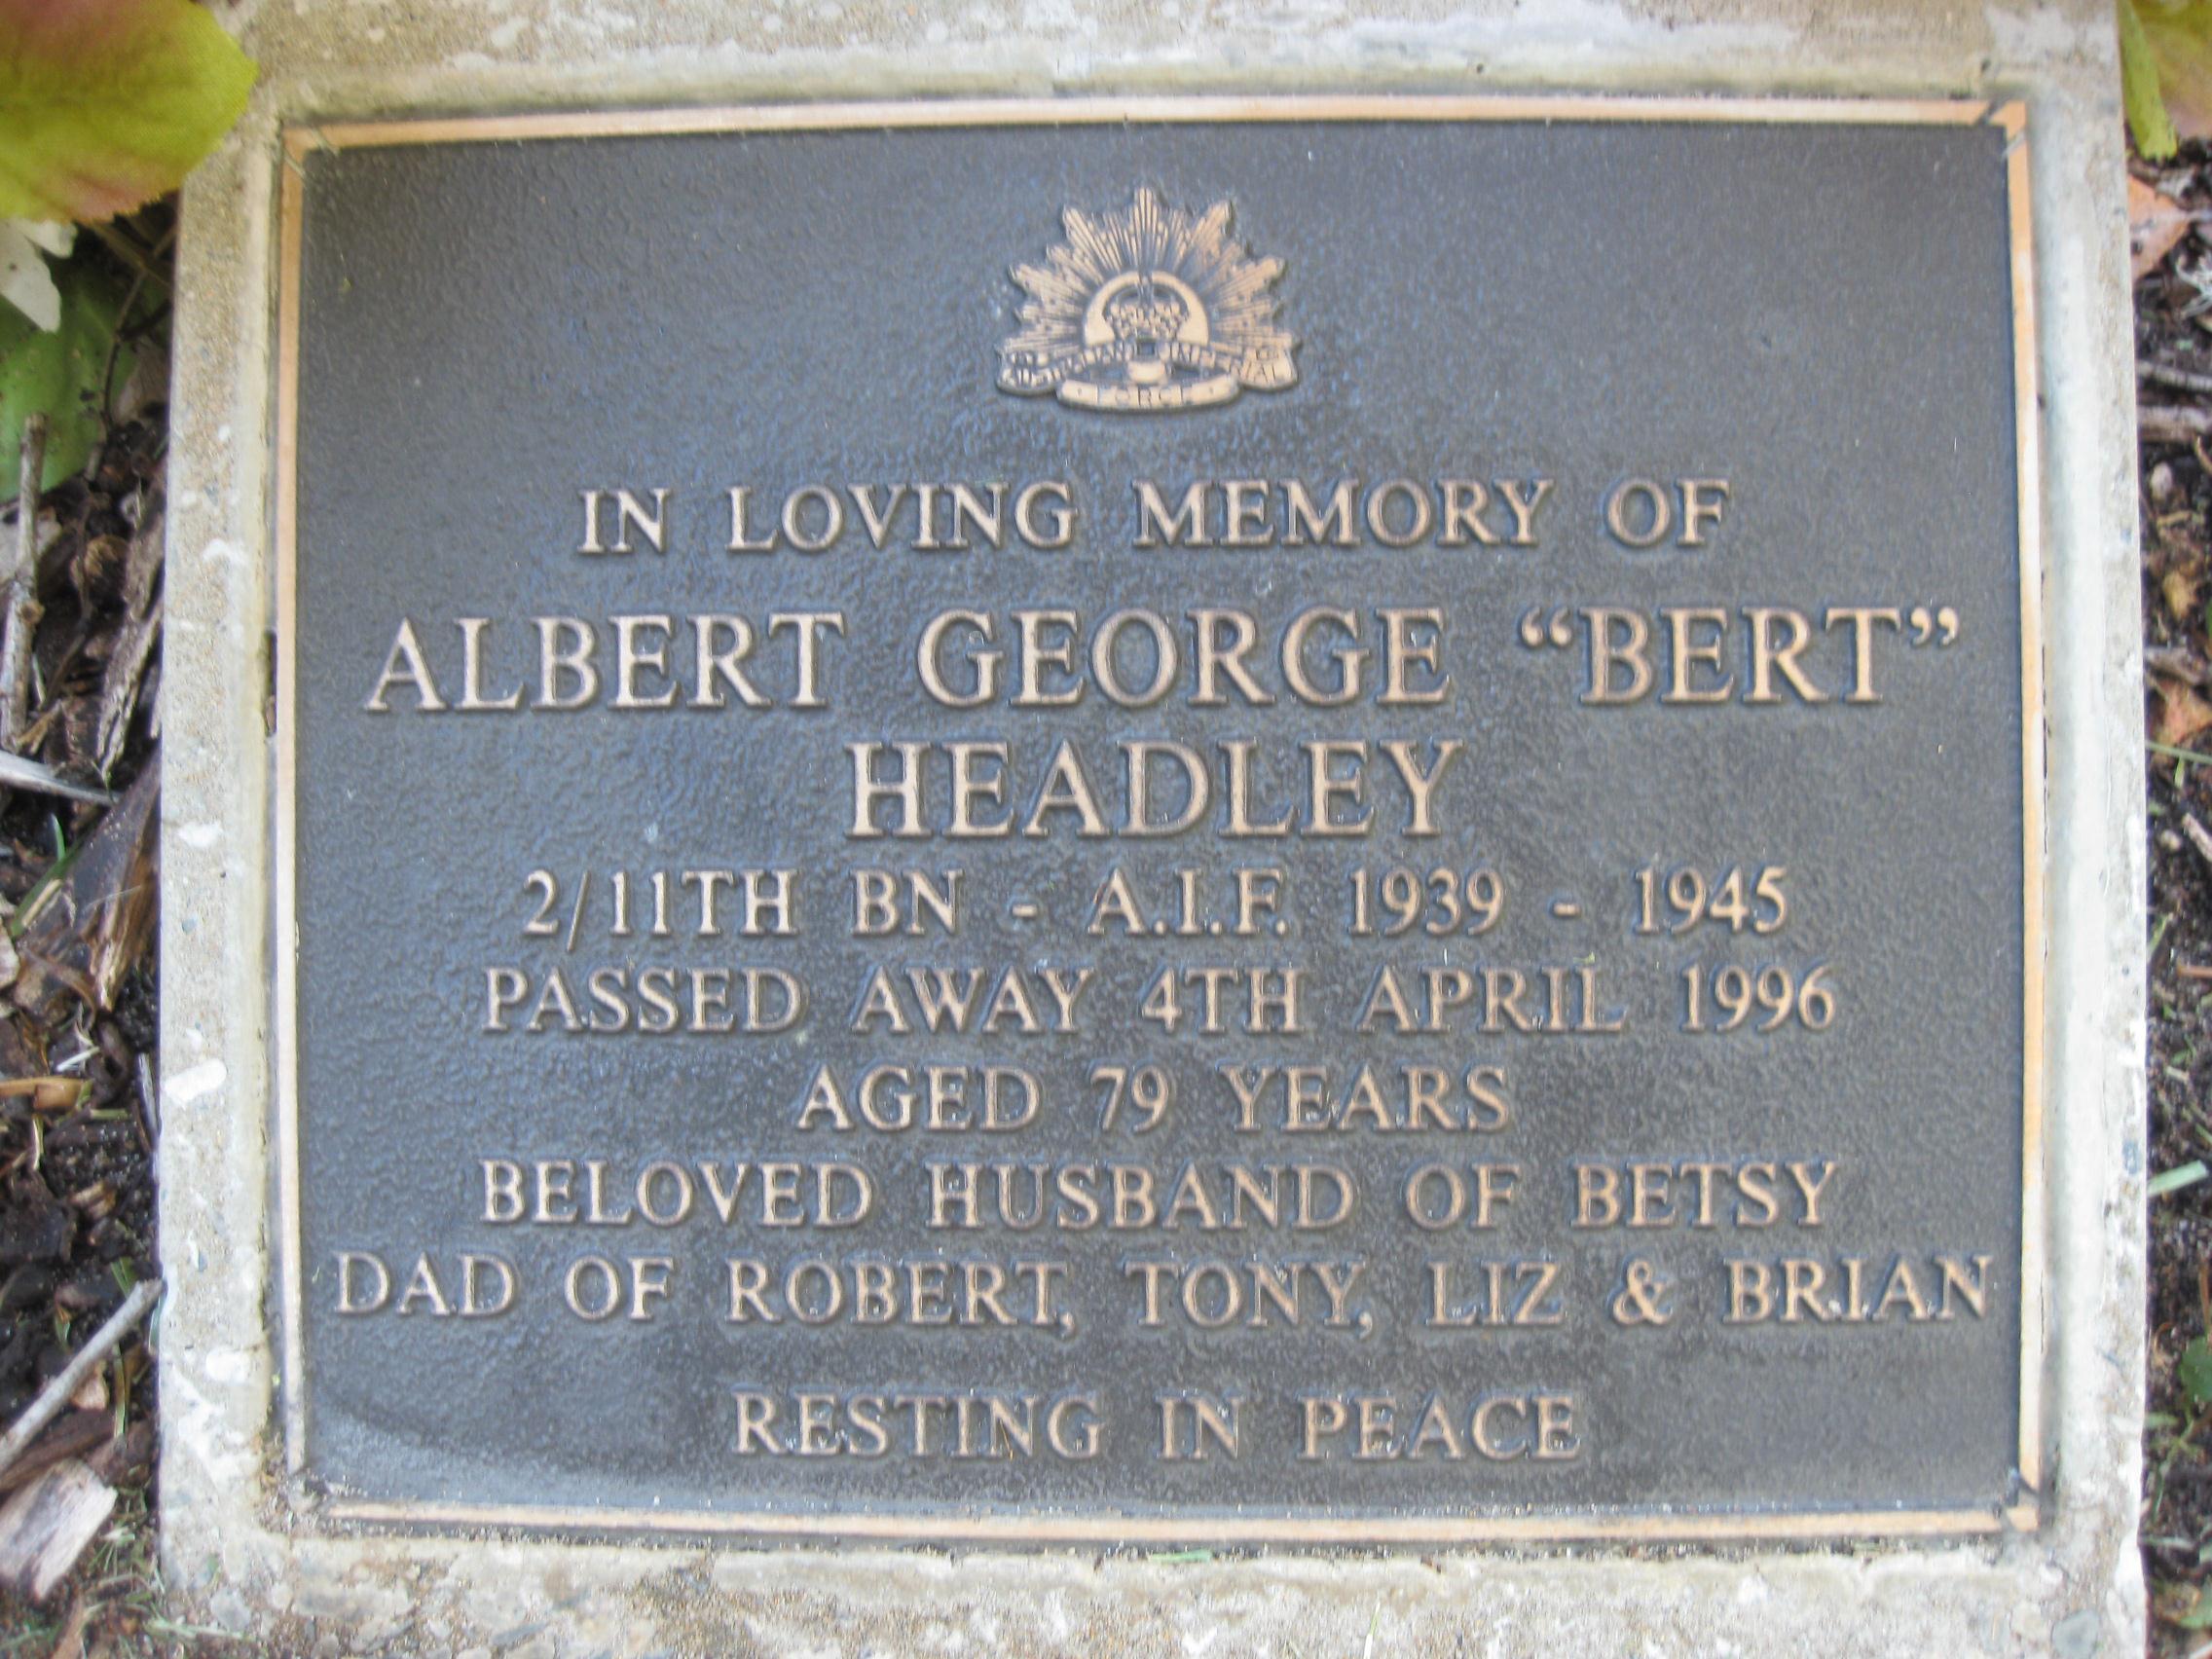 AUSTRALIAN IMPERIAL
FORCE
IN LOVING MEMORY OF
ALBERT GEORGE “BERT”
HEADLEY
2/11TH BN - A.I.F. 1939 - 1945
PASSED AWAY 4TH APRIL 1996
AGED 79 YEARS
BELOVED HUSBAND OF BETSY
DAD OF ROBERT, TONY, LIZ & BRIAN
RESTING IN PEACE